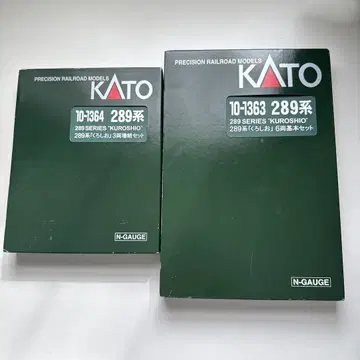 PRECISION RAILROAD MODELS
KATO
10-1364 289系
289 SERIES "KUROSHIO"
289系「くろしお」3両増結セット
N-GAUGE
PRECISION RAILROAD MODELS
KATO
10-1363 289系
289 SERIES "KUROSHIO"
289系「くろしお」6両基本セット
N-GAUGE